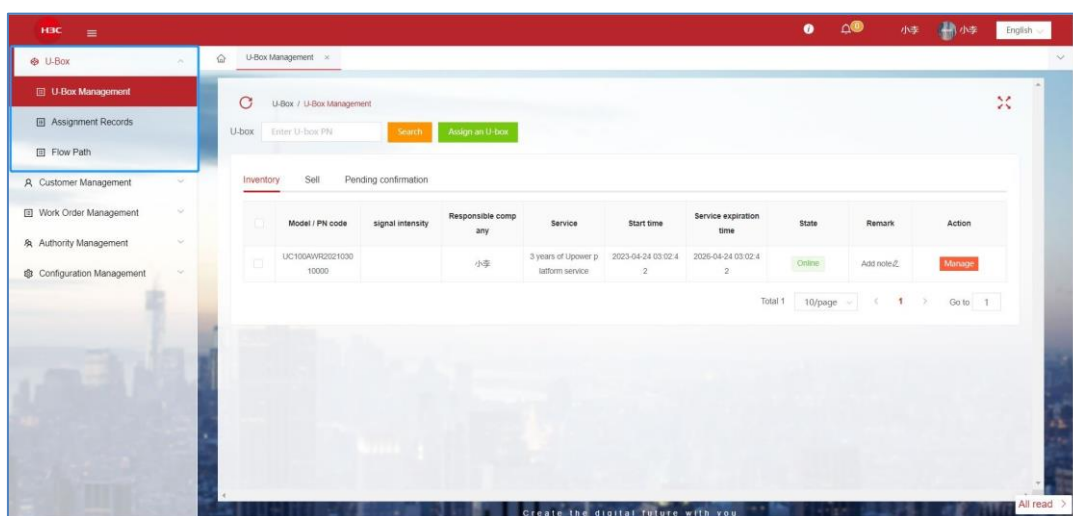 H3C
0
小李
小李
English
U-Box
U-Box Management ×
U-Box Management
Assignment Records
Flow Path
Customer Management
Work Order Management
Authority Management
Configuration Management
U-Box / U-Box Management
U-box Enter U-box PN Search Assign an U-box
Inventory Sell Pending confirmation
Model / PN code signal intensity Responsible comp
any Service Start time Service expiration
time State Remark Action
UC100AWR2021030
10000
小李
3 years of Upower p
latform service
2023-04-24 03:02:4
2
2026-04-24 03:02:4
2
Online
Add note
Manage
Total 1 10/page < 1 > Go to 1
Create the digital future with you
All read >